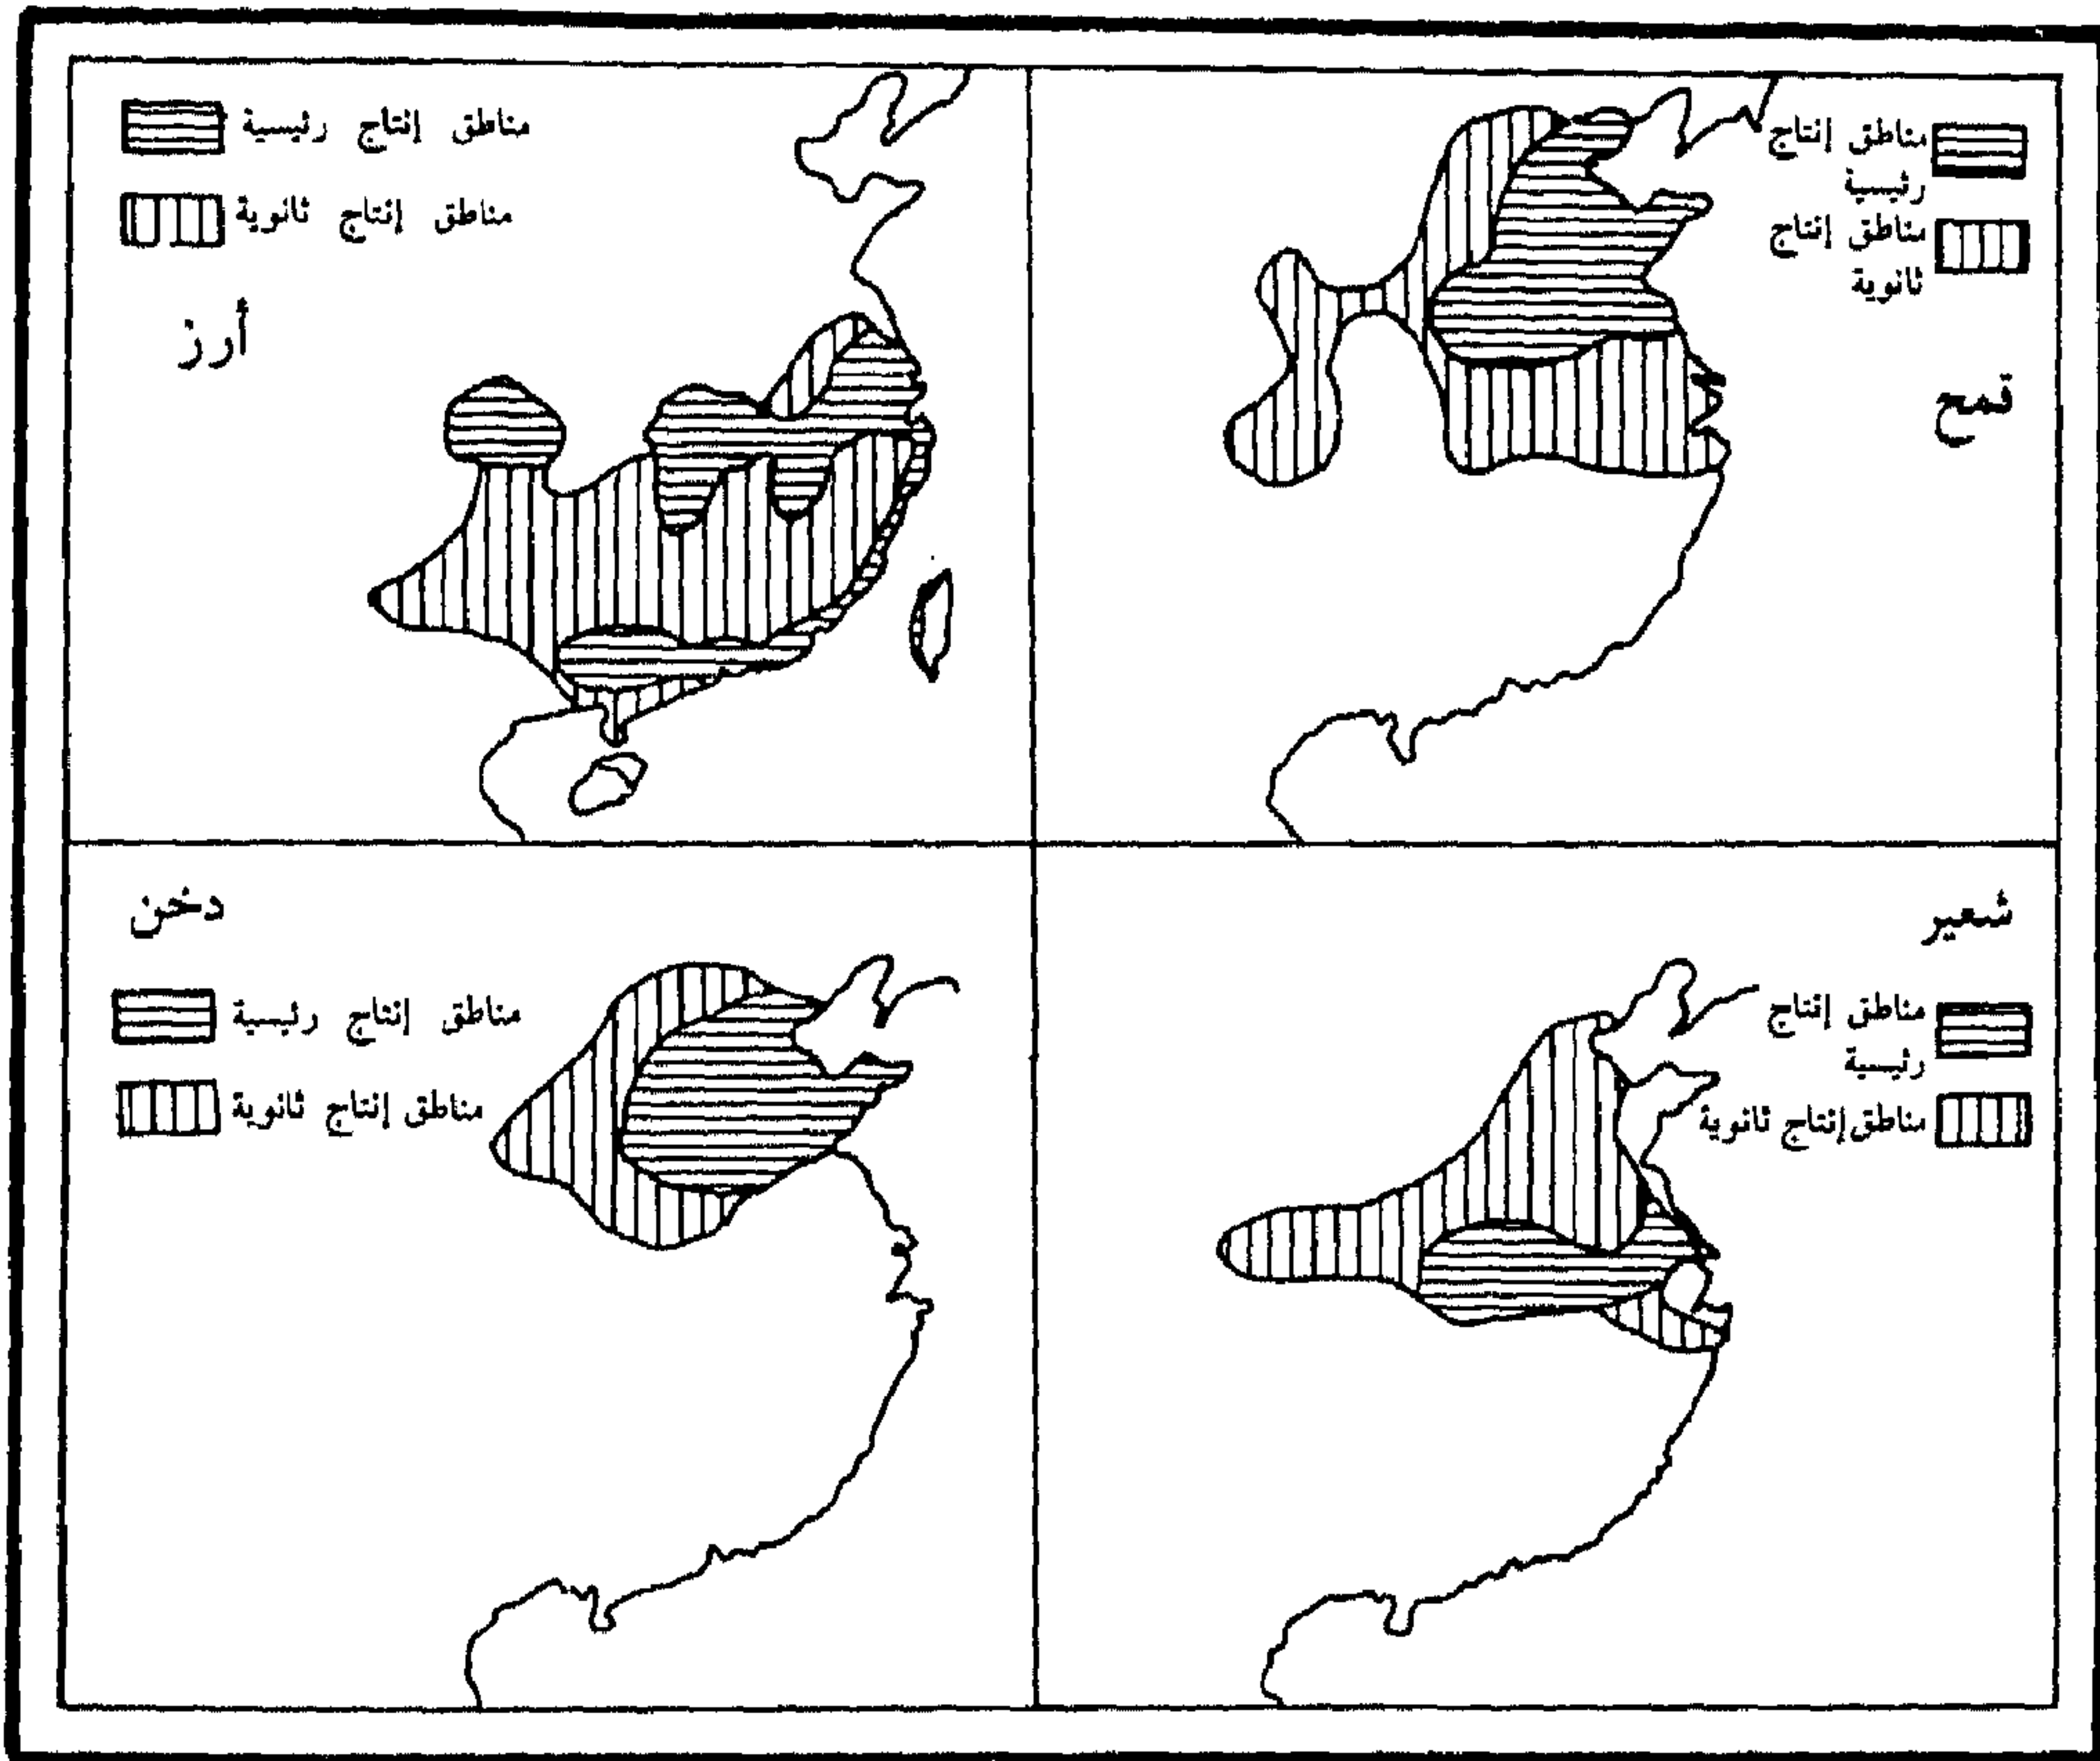 مناطق إنتاج
رئيسية
مناطق إنتاج
ثانوية
قمح
مناطق إنتاج رئيسية
مناطق إنتاج ثانوية
أرز
شعير
مناطق إنتاج
رئيسية
مناطق إنتاج ثانوية
دخن
مناطق إنتاج رئيسية
مناطق إنتاج ثانوية